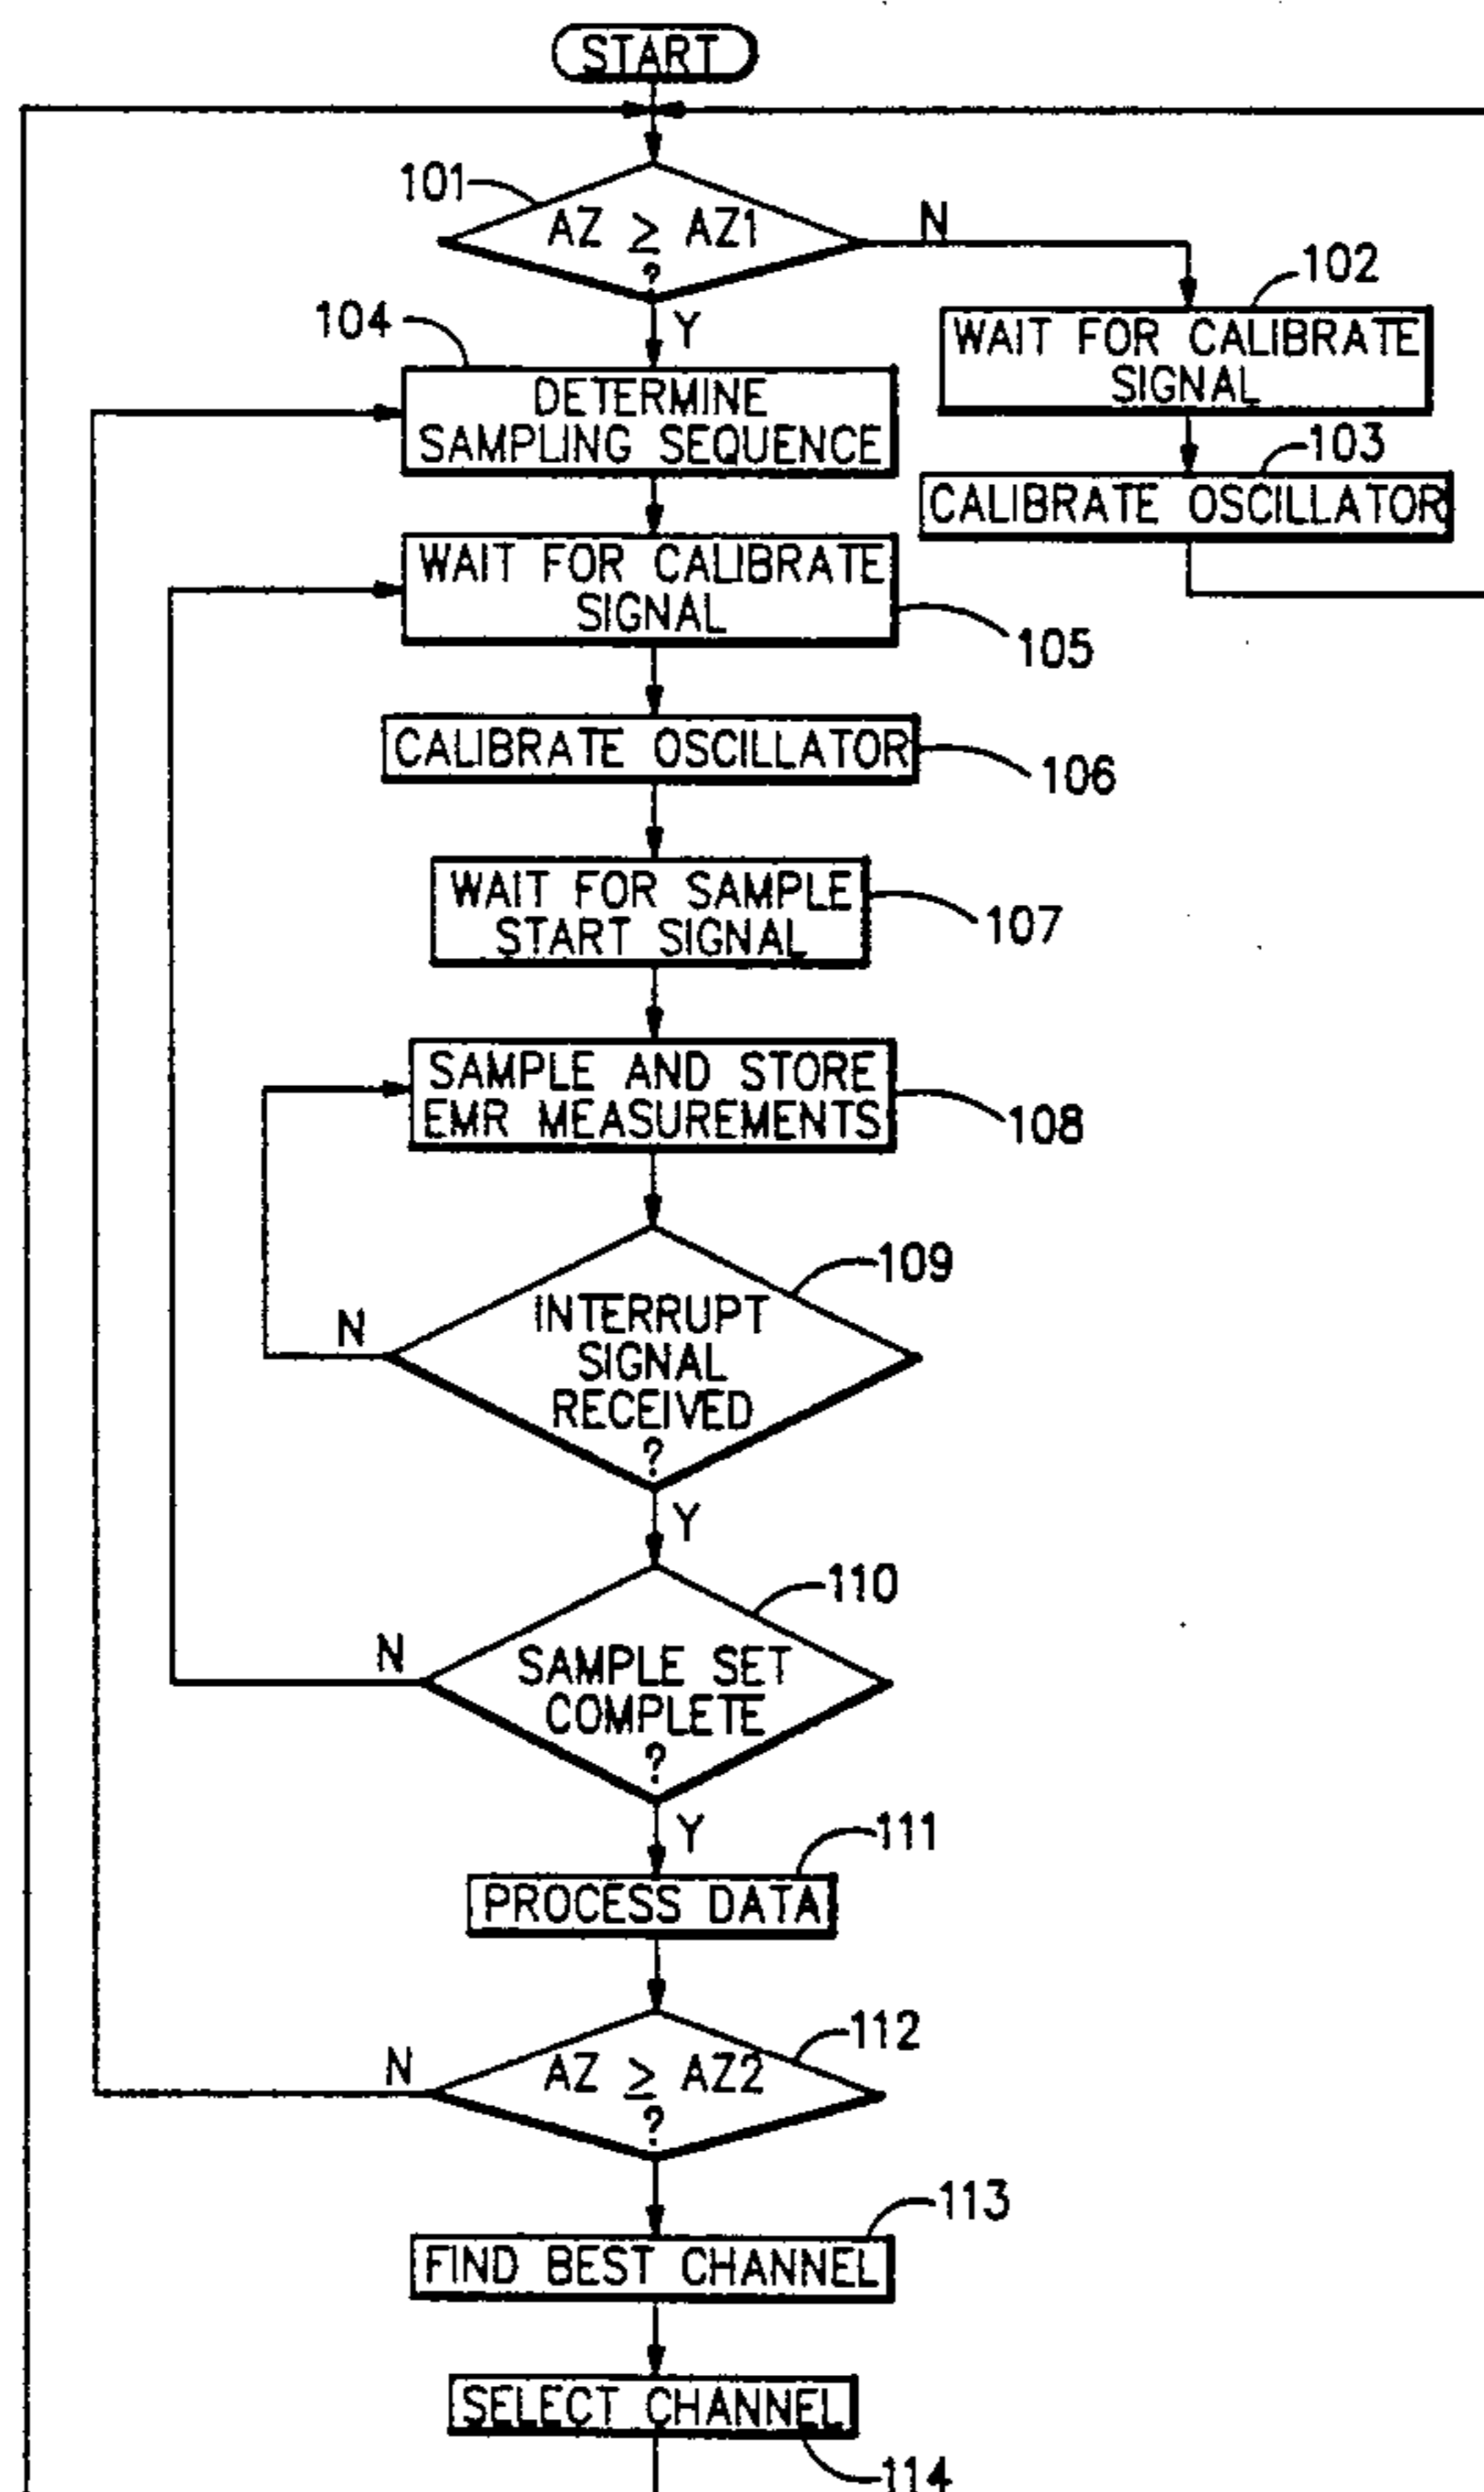 START
101
AZ ≥ AZ1
?
N
Y
102
WAIT FOR CALIBRATE
SIGNAL
103
CALIBRATE OSCILLATOR
104
DETERMINE
SAMPLING SEQUENCE
WAIT FOR CALIBRATE
SIGNAL
105
CALIBRATE OSCILLATOR
106
WAIT FOR SAMPLE
START SIGNAL
107
SAMPLE AND STORE
EMR MEASUREMENTS
108
109
INTERRUPT
SIGNAL
RECEIVED
?
N
Y
110
SAMPLE SET
COMPLETE
?
N
Y
111
PROCESS DATA
112
AZ ≥ AZ2
?
N
113
FIND BEST CHANNEL
SELECT CHANNEL
114